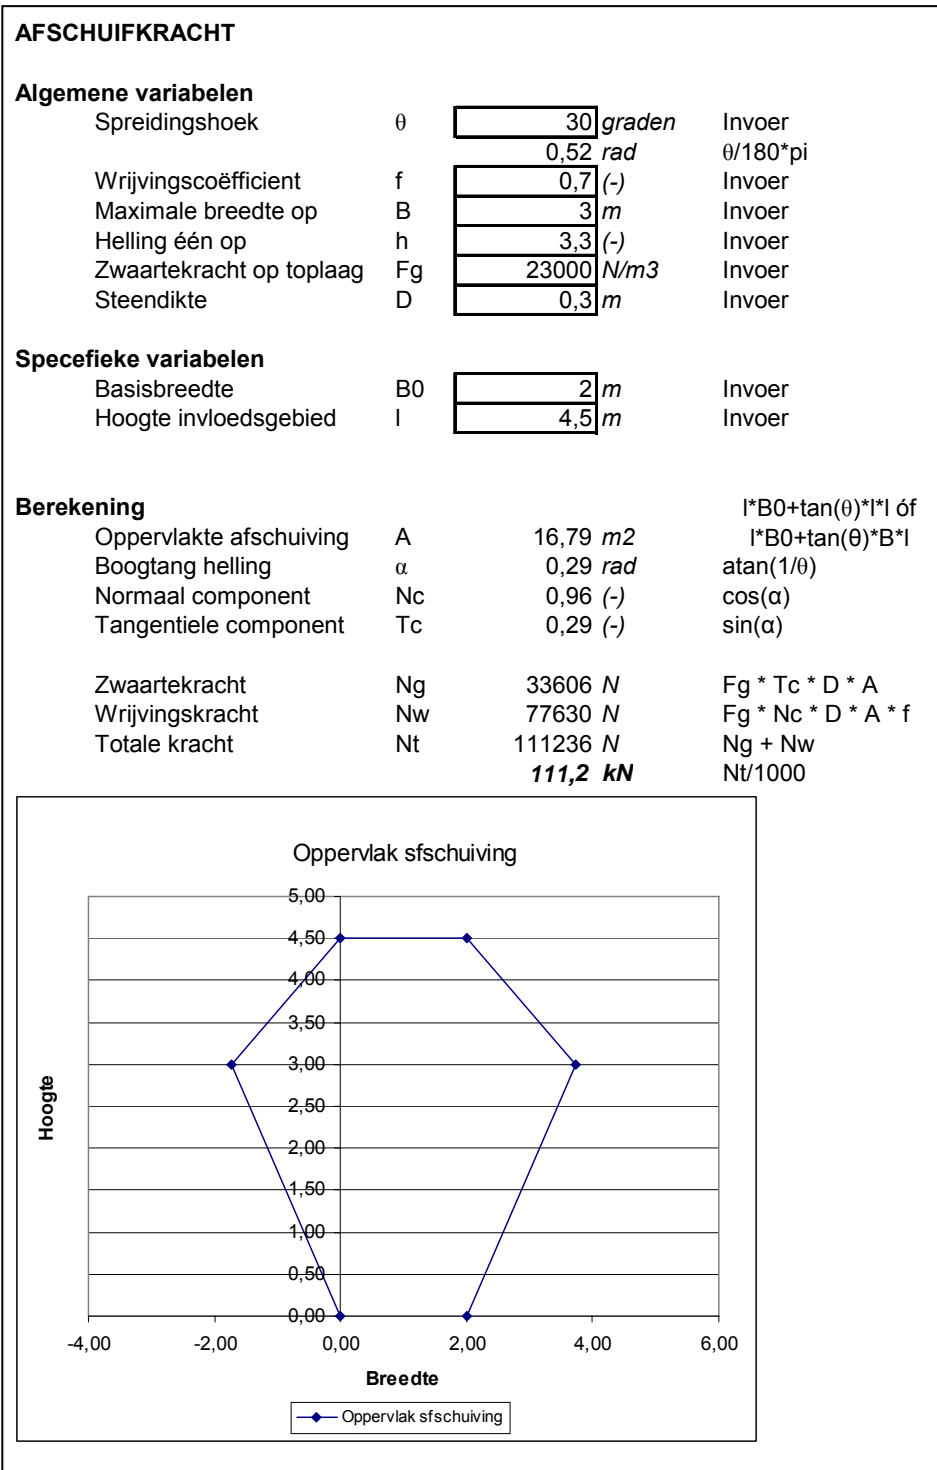 AFSCHUIFKRACHT
Algemene variabelen
Spreidingshoek θ 30 graden Invoer
0,52 rad θ/180*pi
Wrijvingscoëfficient f 0,7 (-) Invoer
Maximale breedte op B 3 m Invoer
Helling één op h 3,3 (-) Invoer
Zwaartekracht op toplaag Fg 23000 N/m3 Invoer
Steendikte D 0,3 m Invoer
Specefieke variabelen
Basisbreedte B0 2 m Invoer
Hoogte invloedsgebied l 4,5 m Invoer
Berekening l*B0+tan(θ)*l*l óf
Oppervlakte afschuiving A 16,79 m2 l*B0+tan(θ)*B*l
Boogtang helling α 0,29 rad atan(1/θ)
Normaal component Nc 0,96 (-) cos(α)
Tangentiele component Tc 0,29 (-) sin(α)
Zwaartekracht Ng 33606 N Fg * Tc * D * A
Wrijvingskracht Nw 77630 N Fg * Nc * D * A * f
Totale kracht Nt 111236 N Ng + Nw
111,2 kN Nt/1000
Oppervlak sfschuiving
5,00
4,50
4,00
3,50
3,00
2,50
2,00
1,50
1,00
0,50
0,00
-4,00 -2,00 0,00 2,00 4,00 6,00
Hoogte
Breedte
Oppervlak sfschuiving